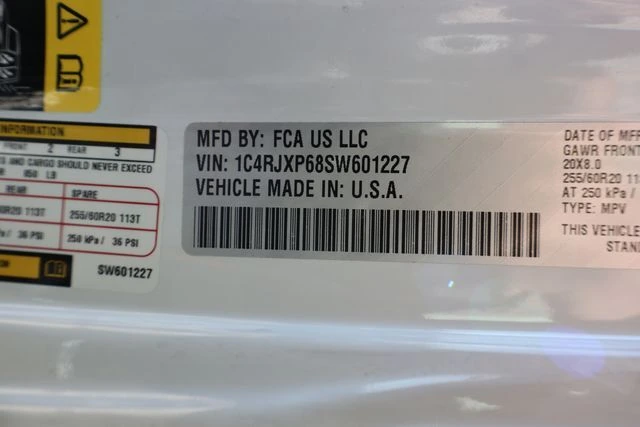 INFORMATION
FRONT 2 REAR 3
AND CARGO SHOULD NEVER EXCEED
850 LB
REAR SPARE
60R20 113T 255/60R20 113T
/ 36 PSI 250 kPa / 36 PSI
SW601227
MFD BY: FCA US LLC
VIN: 1C4RJXP68SW601227
VEHICLE MADE IN: U.S.A.
DATE OF MFR
GAWR FRONT
20X8.0
255/60R20
AT 250 kPa
TYPE: MPV
THIS VEHICLE
STAN